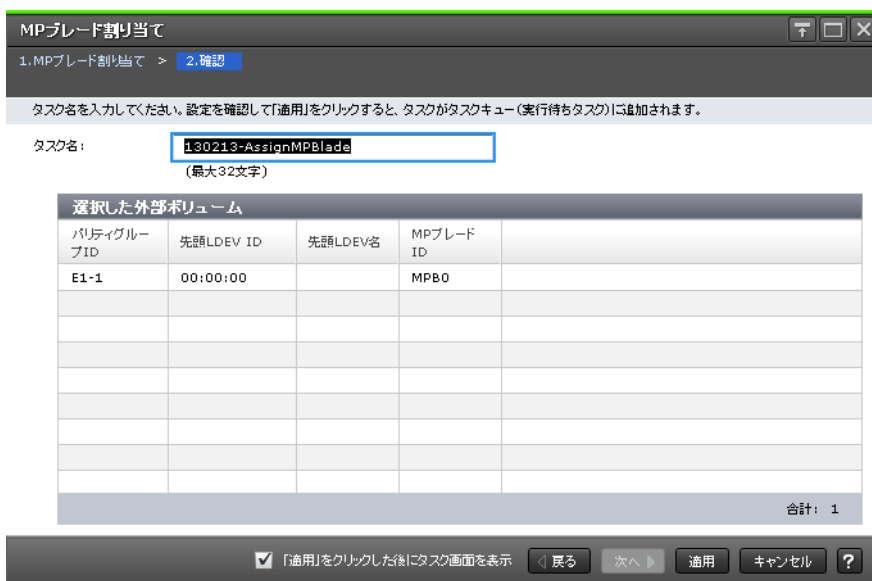 MPブレード割り当て
1.MPブレード割り当て > 2.確認
タスク名を入力してください。設定を確認して「適用」をクリックすると、タスクがタスクキュー(実行待ちタスク)に追加されます。
タスク名: 130213-AssignMPBlade
(最大32文字)
選択した外部ボリューム
パリティグループID 先頭LDEV ID 先頭LDEV名 MPブレードID
E1-1 00:00:00 MPB0
合計: 1
「適用」をクリックした後にタスク画面を表示 戻る 次へ 適用 キャンセル ?